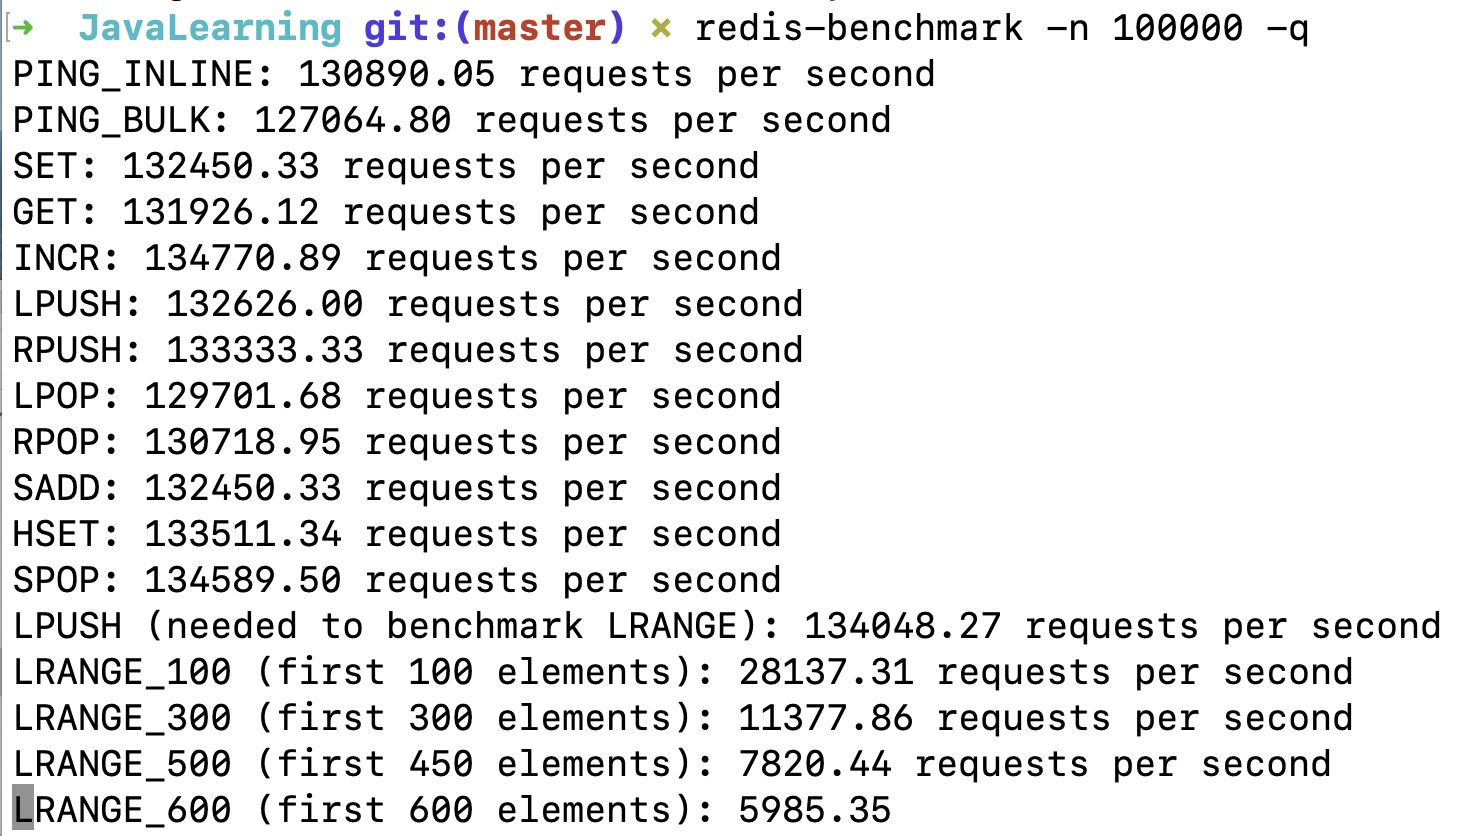 ➜ JavaLearning git:(master) × redis-benchmark -n 100000 -q
PING_INLINE: 130890.05 requests per second
PING_BULK: 127064.80 requests per second
SET: 132450.33 requests per second
GET: 131926.12 requests per second
INCR: 134770.89 requests per second
LPUSH: 132626.00 requests per second
RPUSH: 133333.33 requests per second
LPOP: 129701.68 requests per second
RPOP: 130718.95 requests per second
SADD: 132450.33 requests per second
HSET: 133511.34 requests per second
SPOP: 134589.50 requests per second
LPUSH (needed to benchmark LRANGE): 134048.27 requests per second
LRANGE_100 (first 100 elements): 28137.31 requests per second
LRANGE_300 (first 300 elements): 11377.86 requests per second
LRANGE_500 (first 450 elements): 7820.44 requests per second
LRANGE_600 (first 600 elements): 5985.35